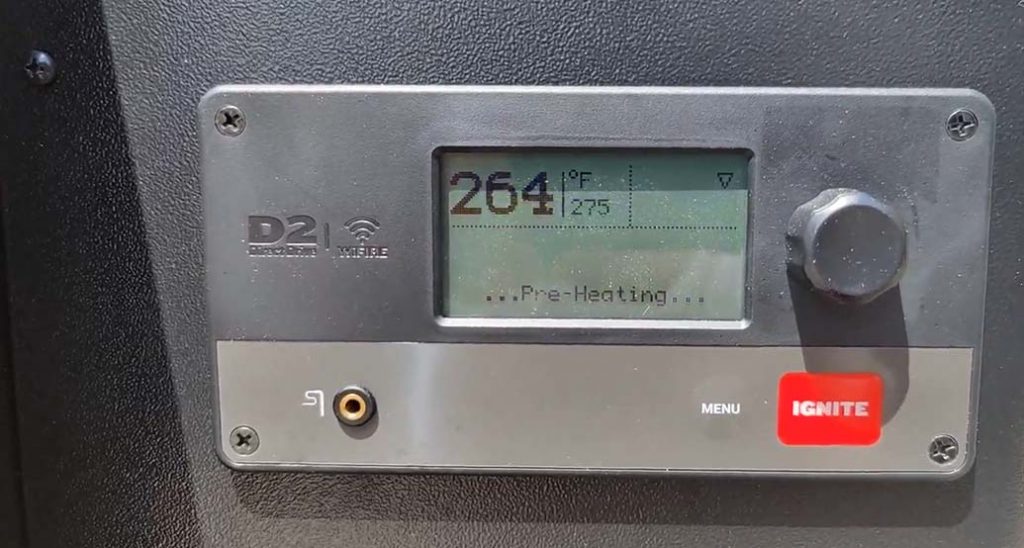 264 °F
275
...Pre-Heating...
D2 WiFIRE
MENU
IGNITE